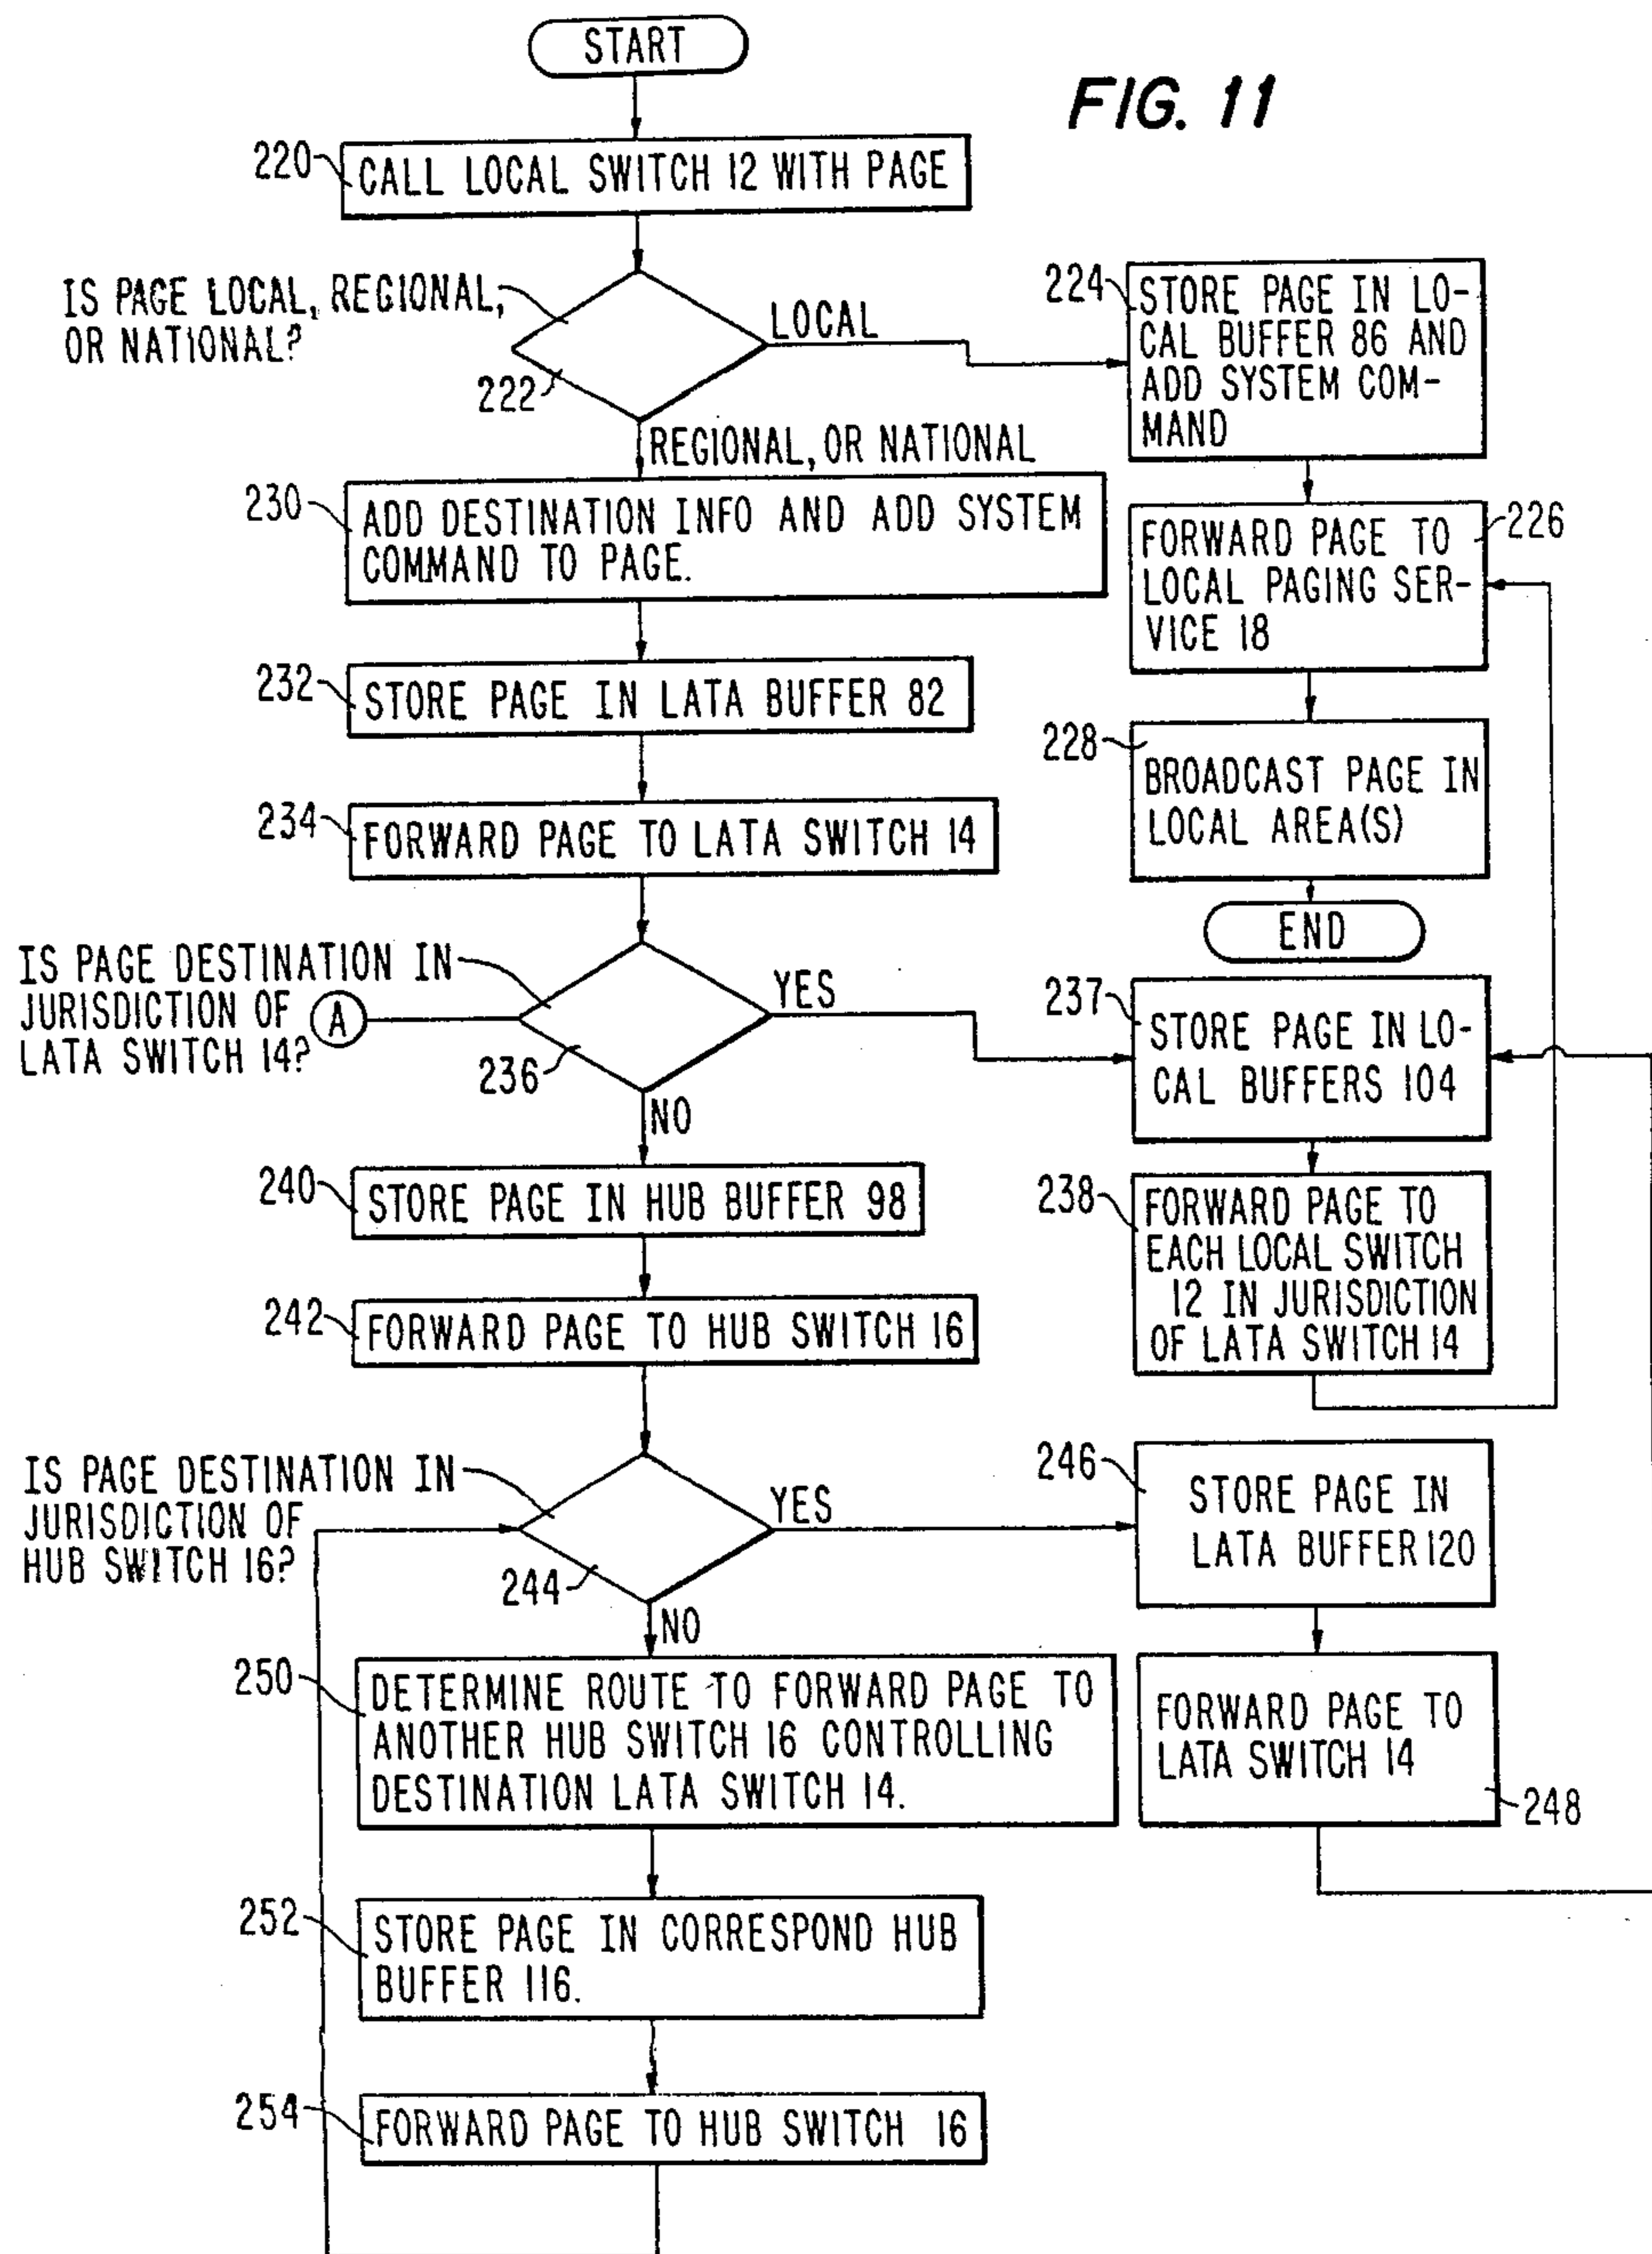 START
FIG. 11
220
CALL LOCAL SWITCH 12 WITH PAGE
IS PAGE LOCAL, REGIONAL,
OR NATIONAL?
222
LOCAL
REGIONAL, OR NATIONAL
224
STORE PAGE IN LO-
CAL BUFFER 86 AND
ADD SYSTEM COM-
MAND
226
FORWARD PAGE TO
LOCAL PAGING SER-
VICE 18
228
BROADCAST PAGE IN
LOCAL AREA(S)
END
230
ADD DESTINATION INFO AND ADD SYSTEM
COMMAND TO PAGE.
232
STORE PAGE IN LATA BUFFER 82
234
FORWARD PAGE TO LATA SWITCH 14
IS PAGE DESTINATION IN
JURISDICTION OF
LATA SWITCH 14?
A
236
YES
NO
237
STORE PAGE IN LO-
CAL BUFFERS 104
238
FORWARD PAGE TO
EACH LOCAL SWITCH
12 IN JURISDICTION
OF LATA SWITCH 14
240
STORE PAGE IN HUB BUFFER 98
242
FORWARD PAGE TO HUB SWITCH 16
IS PAGE DESTINATION IN
JURISDICTION OF
HUB SWITCH 16?
244
YES
NO
246
STORE PAGE IN
LATA BUFFER 120
FORWARD PAGE TO
LATA SWITCH 14
248
250
DETERMINE ROUTE TO FORWARD PAGE TO
ANOTHER HUB SWITCH 16 CONTROLLING
DESTINATION LATA SWITCH 14.
252
STORE PAGE IN CORRESPOND HUB
BUFFER 116.
254
FORWARD PAGE TO HUB SWITCH 16